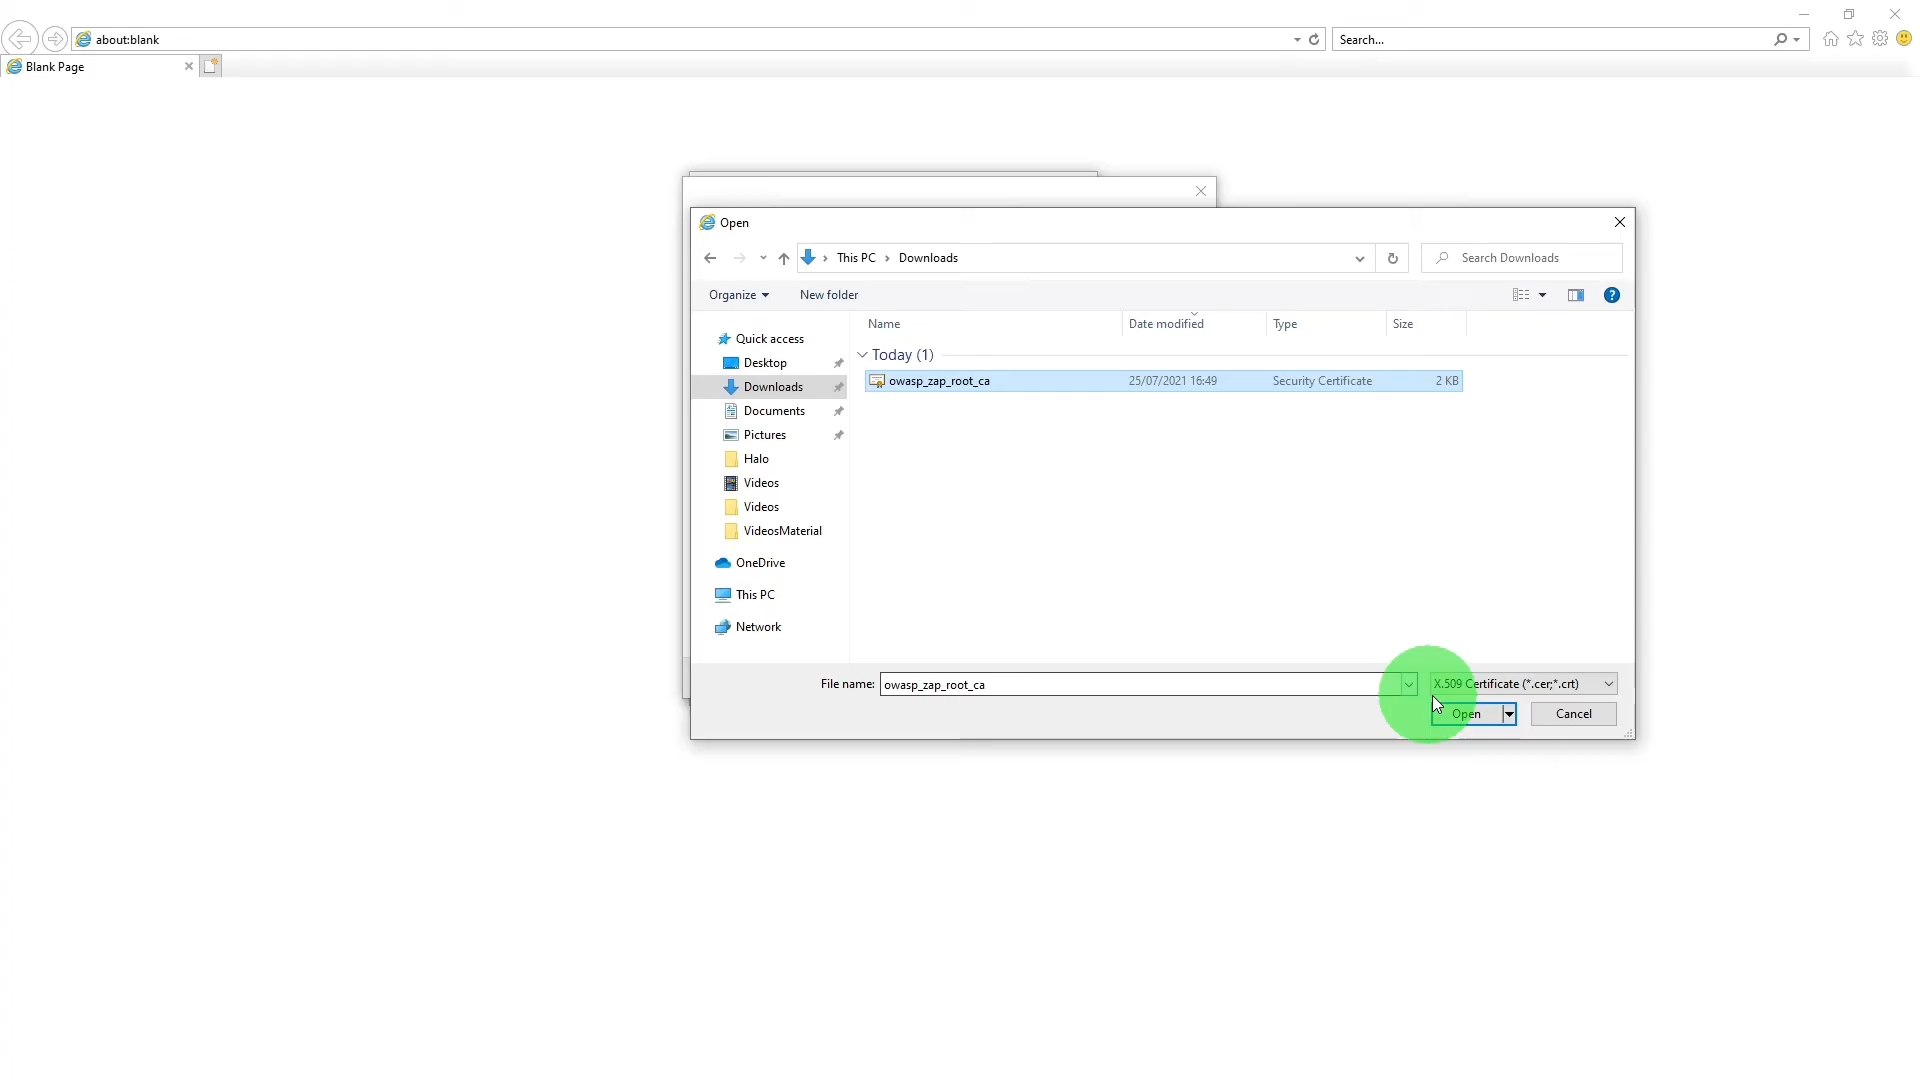 about:blank
Search...
Blank Page
Open
This PC
Downloads
Search Downloads
Organize
New folder
?
Name
Date modified
Type
Size
Quick access
Desktop
Downloads
Documents
Pictures
Halo
Videos
Videos
VideosMaterial
OneDrive
This PC
Network
Today (1)
owasp_zap_root_ca 25/07/2021 16:49 Security Certificate 2 KB
File name: owasp_zap_root_ca
X.509 Certificate (*.cer;*.crt)
Open
Cancel